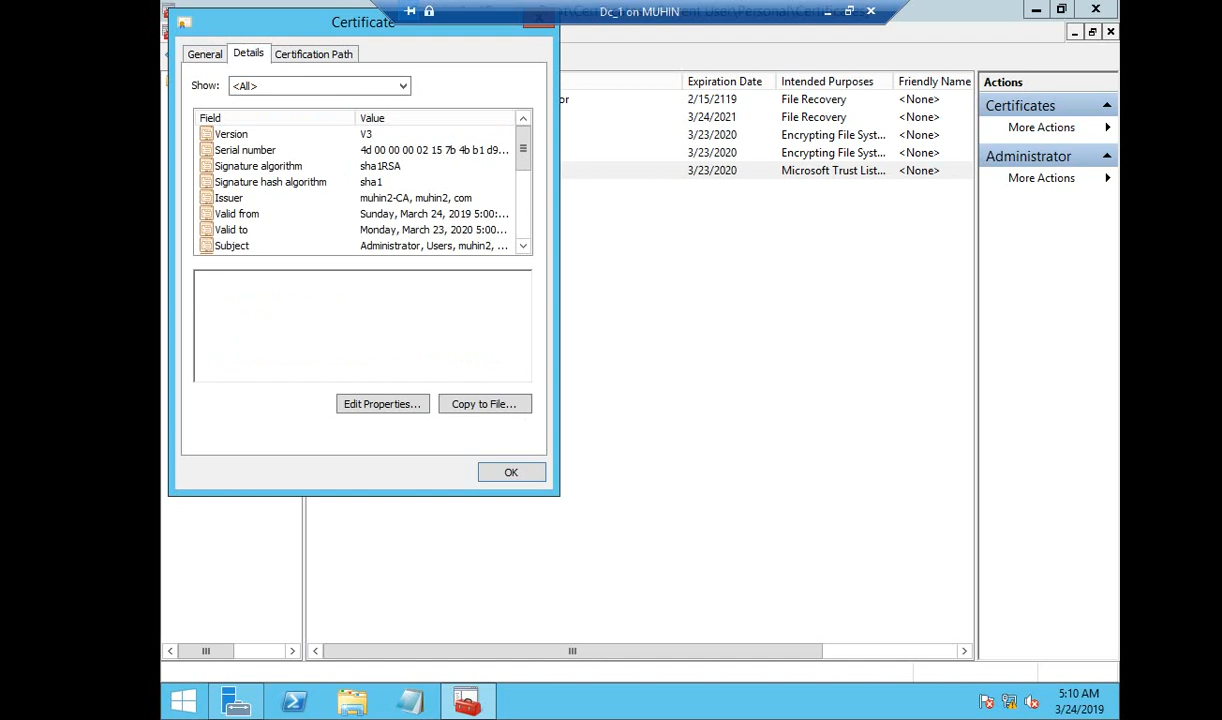 Certificate
Dc_1 on MUHIN
General
Details
Certification Path
Show:
<All>
Field Value
Version V3
Serial number 4d 00 00 00 02 15 7b 4b b1 d9...
Signature algorithm sha1RSA
Signature hash algorithm sha1
Issuer muhin2-CA, muhin2, com
Valid from Sunday, March 24, 2019 5:00:...
Valid to Monday, March 23, 2020 5:00...
Subject Administrator, Users, muhin2, ...
Edit Properties...
Copy to File...
OK
Expiration Date Intended Purposes Friendly Name
or 2/15/2119 File Recovery <None>
3/24/2021 File Recovery <None>
3/23/2020 Encrypting File Syst... <None>
3/23/2020 Encrypting File Syst... <None>
3/23/2020 Microsoft Trust List... <None>
Actions
Certificates
More Actions
Administrator
More Actions
5:10 AM
3/24/2019